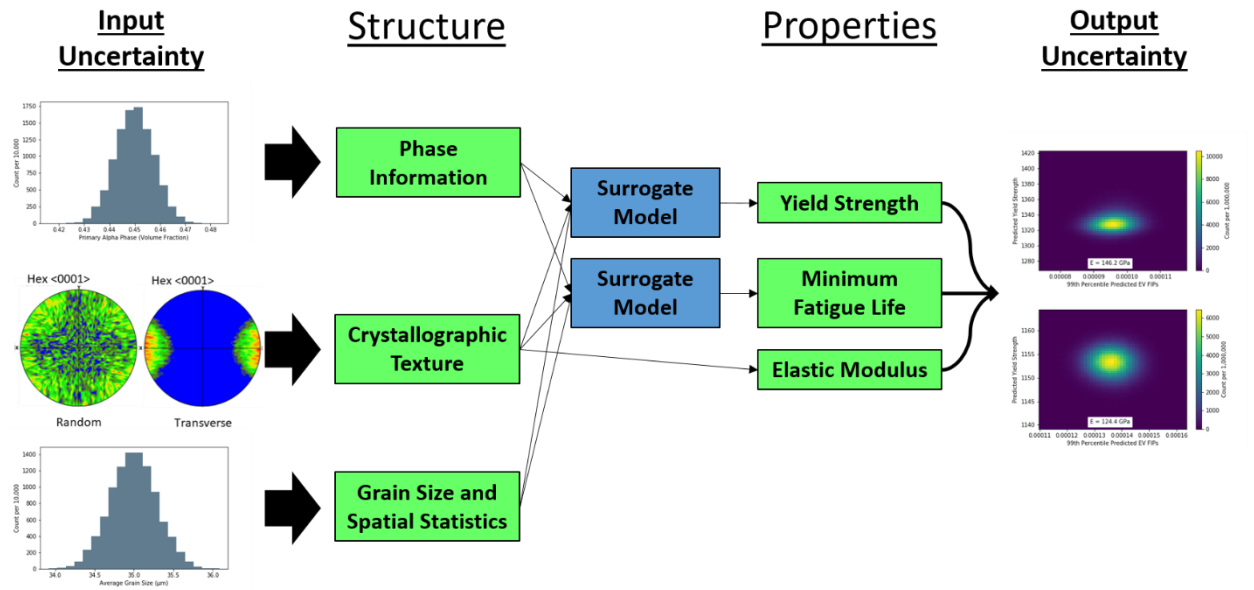 Input
Uncertainty
Structure
Properties
Output
Uncertainty
1750
1500
1250
1000
750
500
250
0
Count per 10,000
0.42 0.43 0.44 0.45 0.46 0.47 0.48
Primary Alpha Phase (Volume Fraction)
Phase
Information
Surrogate
Model
Yield Strength
1420
1400
1380
1360
1340
1320
1300
1280
Predicted Yield Strength
E = 146.2 GPa
0.00008 0.00009 0.00010 0.00011
99th Percentile Predicted EV FIPs
10000
8000
6000
4000
2000
0
Count per 1,000,000
Hex <0001> Hex <0001>
Random Transverse
Crystallographic
Texture
Surrogate
Model
Minimum
Fatigue Life
Elastic Modulus
1160
1155
1150
1145
1140
Predicted Yield Strength
E = 124.4 GPa
0.00011 0.00012 0.00013 0.00014 0.00015 0.00016
99th Percentile Predicted EV FIPs
6000
5000
4000
3000
2000
1000
0
Count per 1,000,000
1400
1200
1000
800
600
400
200
0
Count per 10,000
34.0 34.5 35.0 35.5 36.0
Average Grain Size (μm)
Grain Size and
Spatial Statistics